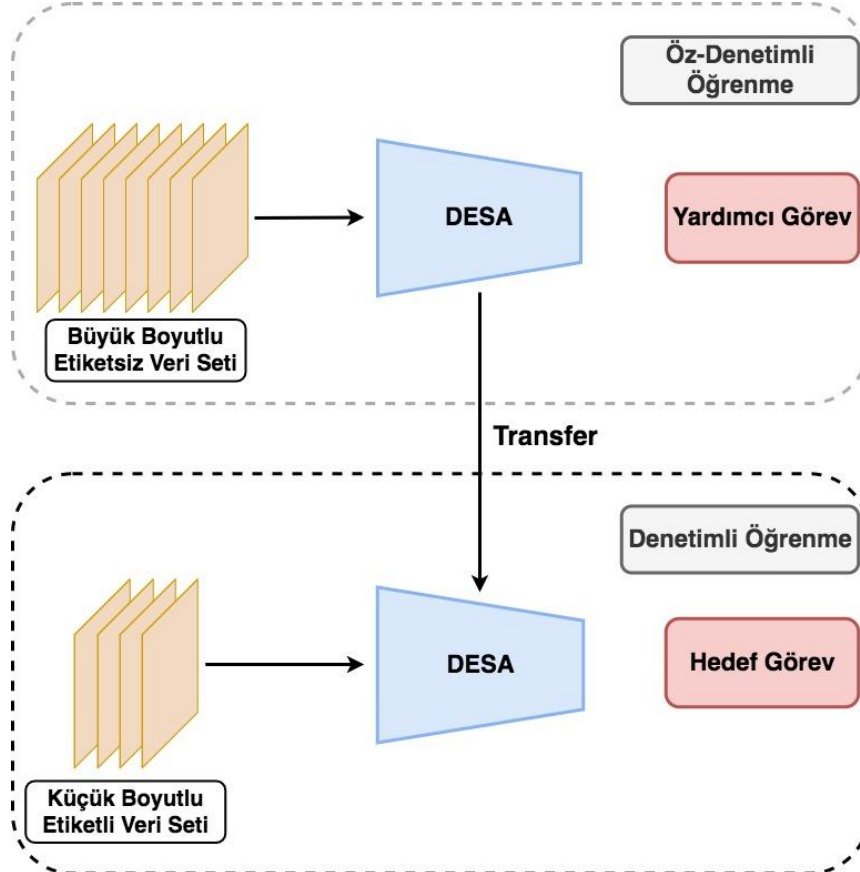 Öz-Denetimli
Öğrenme
DESA
Yardımcı Görev
Büyük Boyutlu
Etiketsiz Veri Seti
Transfer
Denetimli Öğrenme
DESA
Hedef Görev
Küçük Boyutlu
Etiketli Veri Seti